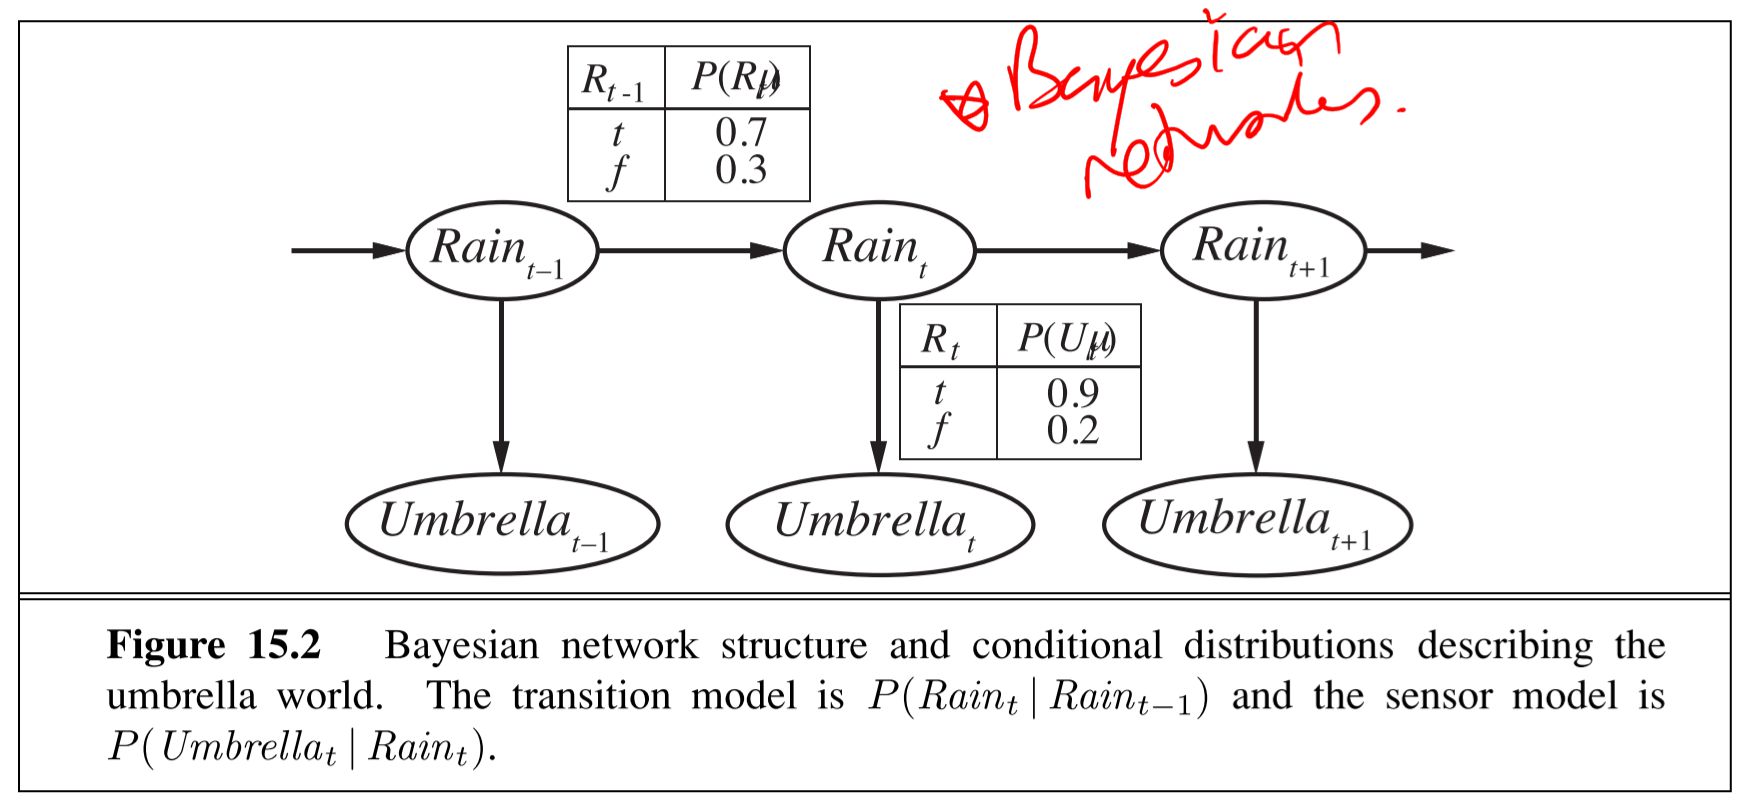 ☆ Bayesian
networks.
R_{t-1} P(R_t)
t 0.7
f 0.3
Rain_{t-1} Rain_t Rain_{t+1}
R_t P(U_t)
t 0.9
f 0.2
Umbrella_{t-1} Umbrella_t Umbrella_{t+1}
Figure 15.2 Bayesian network structure and conditional distributions describing the
umbrella world. The transition model is P(Rain_t | Rain_{t−1}) and the sensor model is
P(Umbrella_t | Rain_t).